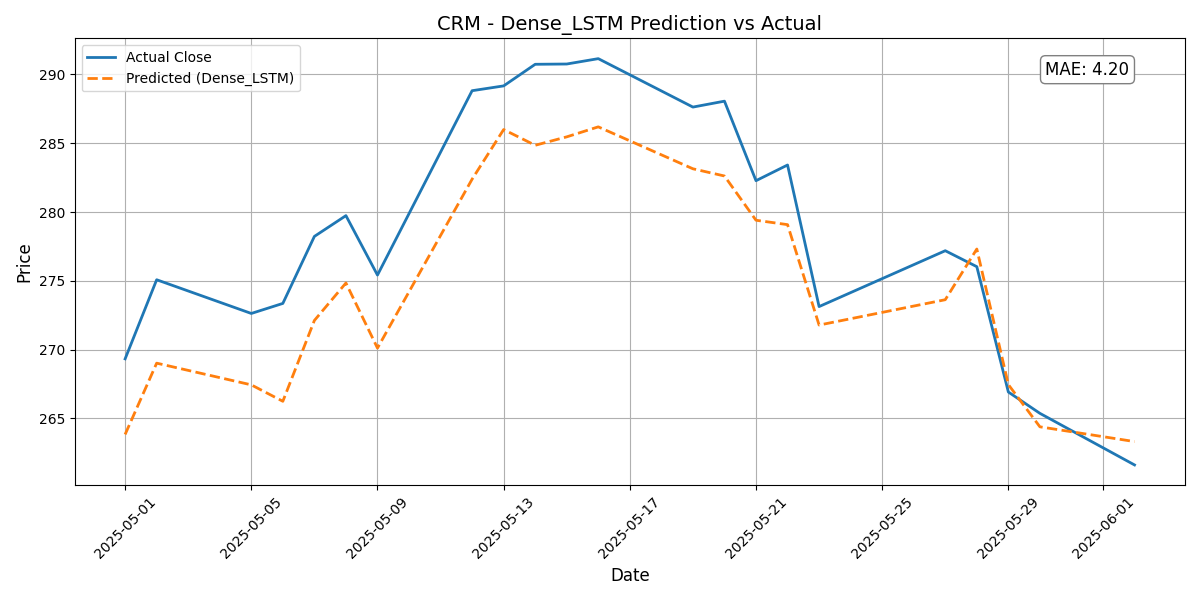 CRM - Dense_LSTM Prediction vs Actual
Actual Close
Predicted (Dense_LSTM)
MAE: 4.20
Price
290
285
280
275
270
265
2025-05-01
2025-05-05
2025-05-09
2025-05-13
2025-05-17
2025-05-21
2025-05-25
2025-05-29
2025-06-01
Date